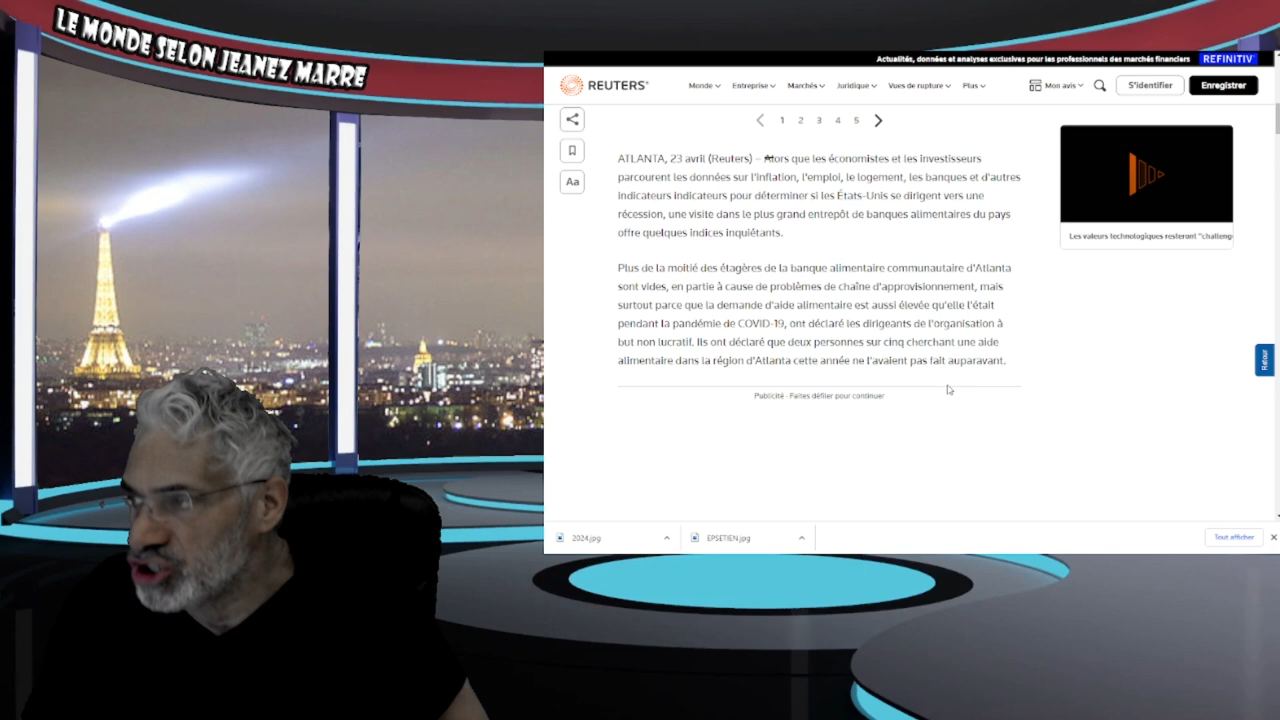 LE MONDE SELON JEANEZ MARRE
Actualités, données et analyses exclusives pour les professionnels des marchés financiers REFINITIV
REUTERS
Monde Entreprise Marchés Juridique Vues de rupture Plus Mon avis S'identifier Enregistrer
1 2 3 4 5
Aa
ATLANTA, 23 avril (Reuters) – Alors que les économistes et les investisseurs
parcourent les données sur l'inflation, l'emploi, le logement, les banques et d'autres
indicateurs indicateurs pour déterminer si les États-Unis se dirigent vers une
récession, une visite dans le plus grand entrepôt de banques alimentaires du pays
offre quelques indices inquiétants.
Plus de la moitié des étagères de la banque alimentaire communautaire d'Atlanta
sont vides, en partie à cause de problèmes de chaîne d'approvisionnement, mais
surtout parce que la demande d'aide alimentaire est aussi élevée qu'elle l'était
pendant la pandémie de COVID-19, ont déclaré les dirigeants de l'organisation à
but non lucratif. Ils ont déclaré que deux personnes sur cinq cherchant une aide
alimentaire dans la région d'Atlanta cette année ne l'avaient pas fait auparavant.
Publicité · Faites défiler pour continuer
Les valeurs technologiques resteront "challeng
Retour
2024.jpg
EPSETIEN.jpg
Tout afficher